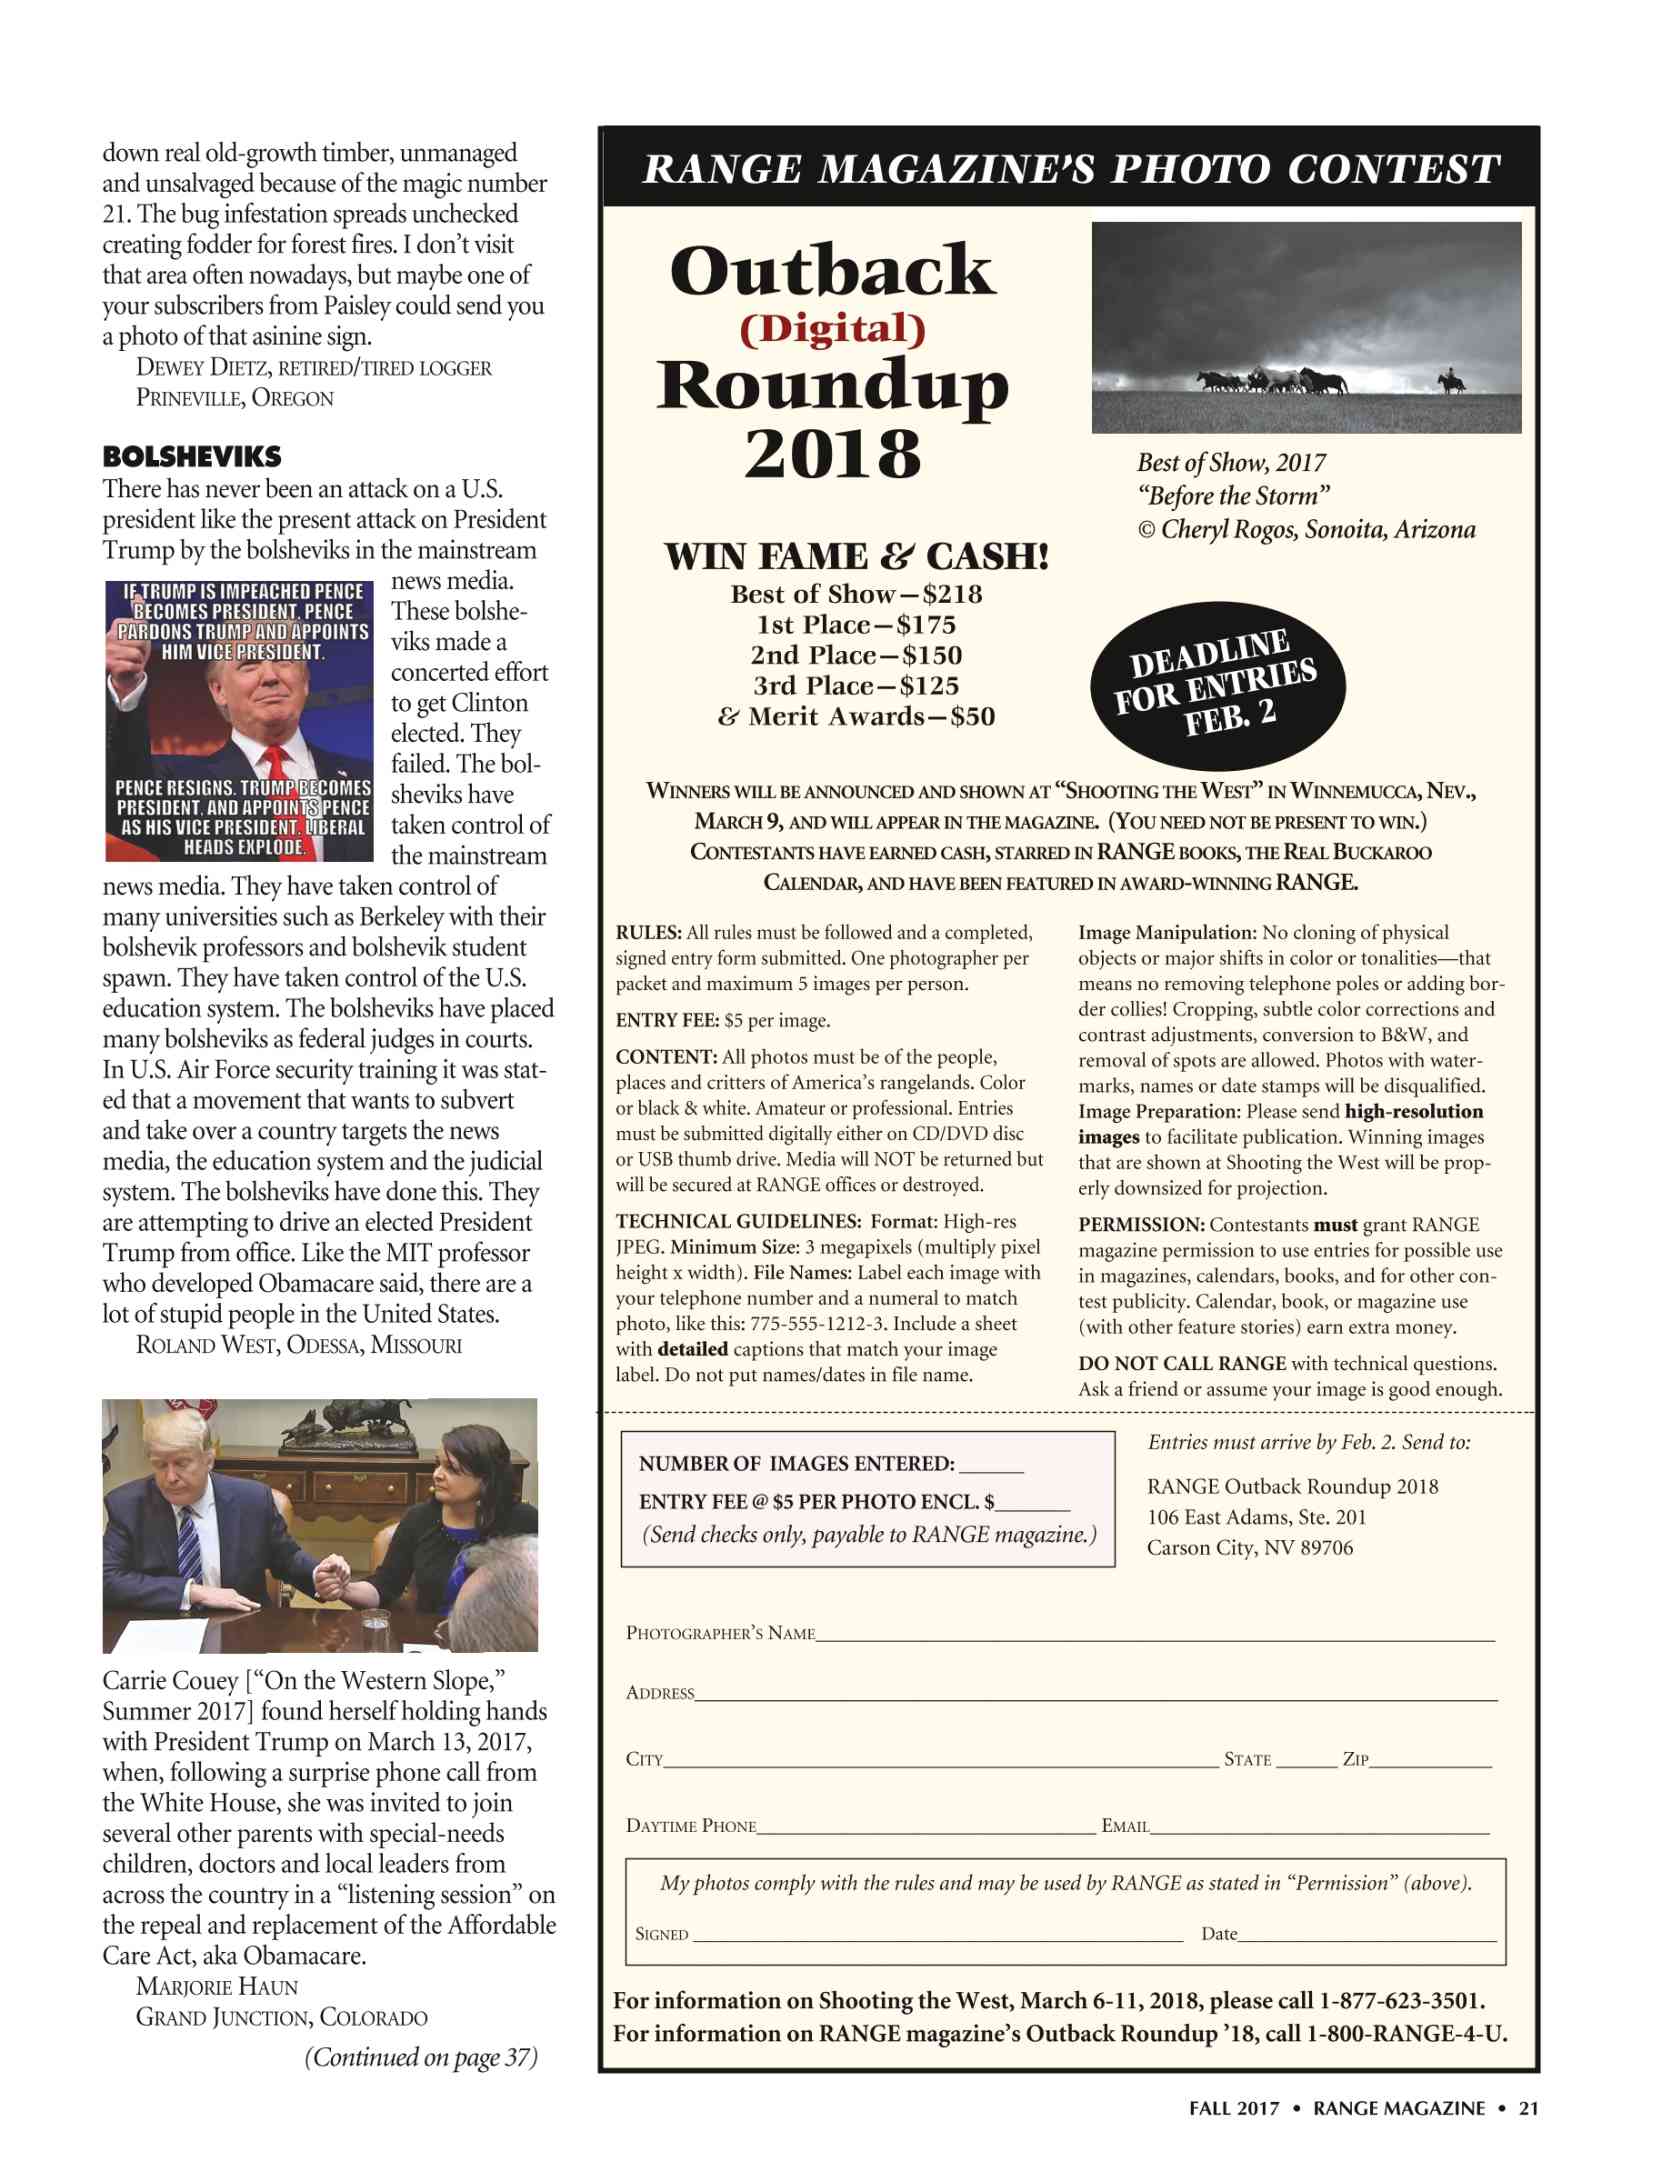 down real old-growth timber, unmanaged
and unsalvaged because of the magic number
21. The bug infestation spreads unchecked
creating fodder for forest fires. I don’t visit
that area often nowadays, but maybe one of
your subscribers from Paisley could send you
a photo of that asinine sign.
Dewey Dietz, retired/tired logger
Prineville, Oregon
BOLSHEVIKS
There has never been an attack on a U.S.
president like the present attack on President
Trump by the bolsheviks in the mainstream
news media.
These bolshe-
viks made a
concerted effort
to get Clinton
elected. They
failed. The bol-
sheviks have
taken control of
the mainstream
IF TRUMP IS IMPEACHED PENCE
BECOMES PRESIDENT. PENCE
PARDONS TRUMP AND APPOINTS
HIM VICE PRESIDENT.
PENCE RESIGNS. TRUMP BECOMES
PRESIDENT, AND APPOINTS PENCE
AS HIS VICE PRESIDENT. LIBERAL
HEADS EXPLODE.
news media. They have taken control of
many universities such as Berkeley with their
bolshevik professors and bolshevik student
spawn. They have taken control of the U.S.
education system. The bolsheviks have placed
many bolsheviks as federal judges in courts.
In U.S. Air Force security training it was stat-
ed that a movement that wants to subvert
and take over a country targets the news
media, the education system and the judicial
system. The bolsheviks have done this. They
are attempting to drive an elected President
Trump from office. Like the MIT professor
who developed Obamacare said, there are a
lot of stupid people in the United States.
Roland West, Odessa, Missouri
Carrie Couey [“On the Western Slope,”
Summer 2017] found herself holding hands
with President Trump on March 13, 2017,
when, following a surprise phone call from
the White House, she was invited to join
several other parents with special-needs
children, doctors and local leaders from
across the country in a “listening session” on
the repeal and replacement of the Affordable
Care Act, aka Obamacare.
Marjorie Haun
Grand Junction, Colorado
(Continued on page 37)
RANGE MAGAZINE’S PHOTO CONTEST
Outback
(Digital)
Roundup
2018
Best of Show, 2017
“Before the Storm”
© Cheryl Rogos, Sonoita, Arizona
WIN FAME & CASH!
Best of Show—$218
1st Place—$175
2nd Place—$150
3rd Place—$125
& Merit Awards—$50
DEADLINE
FOR ENTRIES
FEB. 2
Winners will be announced and shown at “Shooting the West” in Winnemucca, Nev.,
March 9, and will appear in the magazine. (You need not be present to win.)
Contestants have earned cash, starred in RANGE books, the Real Buckaroo
Calendar, and have been featured in award-winning RANGE.
RULES: All rules must be followed and a completed,
signed entry form submitted. One photographer per
packet and maximum 5 images per person.
ENTRY FEE: $5 per image.
CONTENT: All photos must be of the people,
places and critters of America’s rangelands. Color
or black & white. Amateur or professional. Entries
must be submitted digitally either on CD/DVD disc
or USB thumb drive. Media will NOT be returned but
will be secured at RANGE offices or destroyed.
TECHNICAL GUIDELINES: Format: High-res
JPEG. Minimum Size: 3 megapixels (multiply pixel
height x width). File Names: Label each image with
your telephone number and a numeral to match
photo, like this: 775-555-1212-3. Include a sheet
with detailed captions that match your image
label. Do not put names/dates in file name.
Image Manipulation: No cloning of physical
objects or major shifts in color or tonalities—that
means no removing telephone poles or adding bor-
der collies! Cropping, subtle color corrections and
contrast adjustments, conversion to B&W, and
removal of spots are allowed. Photos with water-
marks, names or date stamps will be disqualified.
Image Preparation: Please send high-resolution
images to facilitate publication. Winning images
that are shown at Shooting the West will be prop-
erly downsized for projection.
PERMISSION: Contestants must grant RANGE
magazine permission to use entries for possible use
in magazines, calendars, books, and for other con-
test publicity. Calendar, book, or magazine use
(with other feature stories) earn extra money.
DO NOT CALL RANGE with technical questions.
Ask a friend or assume your image is good enough.
NUMBER OF IMAGES ENTERED: ______
ENTRY FEE @ $5 PER PHOTO ENCL. $_______
(Send checks only, payable to RANGE magazine.)
Entries must arrive by Feb. 2. Send to:
RANGE Outback Roundup 2018
106 East Adams, Ste. 201
Carson City, NV 89706
Photographer’s Name______
Address______
City______ State ______ Zip______
Daytime Phone______ Email______
My photos comply with the rules and may be used by RANGE as stated in “Permission” (above).
Signed ______ Date______
For information on Shooting the West, March 6-11, 2018, please call 1-877-623-3501.
For information on RANGE magazine’s Outback Roundup ’18, call 1-800-RANGE-4-U.
FALL 2017 • RANGE MAGAZINE • 21